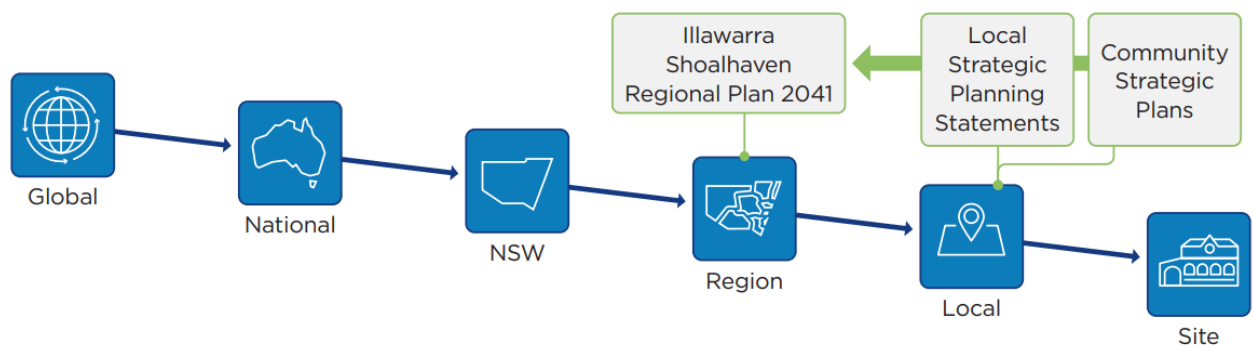 Illawarra
Shoalhaven
Regional Plan 2041
Local
Strategic
Planning
Statements
Community
Strategic
Plans
Global
National
NSW
Region
Local
Site